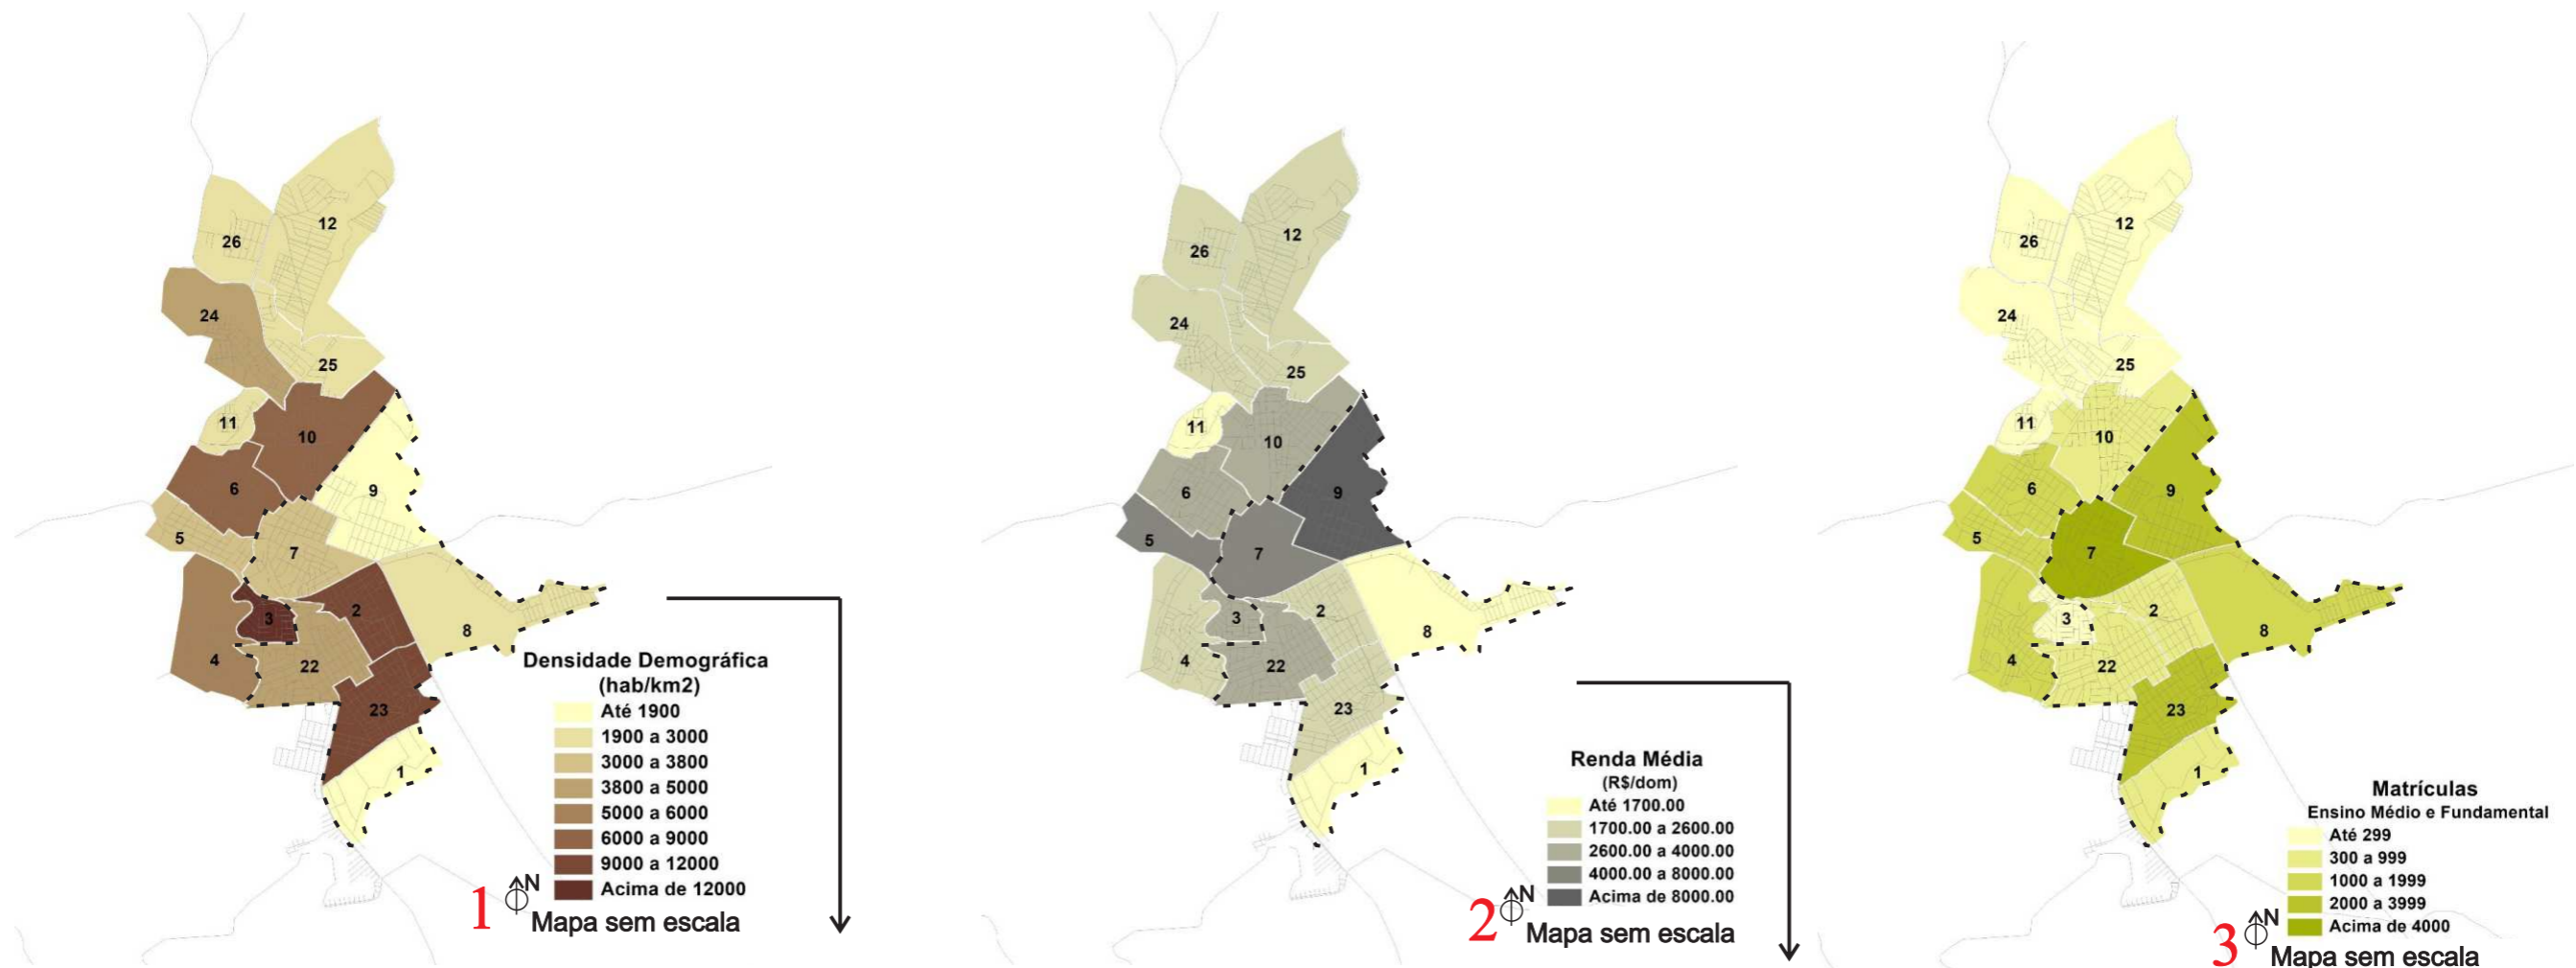 12
26
24
25
11
10
6
9
5
7
3
2
8
4
22
23
1
Densidade Demográfica
(hab/km2)
Até 1900
1900 a 3000
3000 a 3800
3800 a 5000
5000 a 6000
6000 a 9000
9000 a 12000
Acima de 12000
1
N
Mapa sem escala
12
26
24
25
11
10
6
9
5
7
3
2
8
4
22
23
1
Renda Média
(R$/dom)
Até 1700.00
1700.00 a 2600.00
2600.00 a 4000.00
4000.00 a 8000.00
Acima de 8000.00
2
N
Mapa sem escala
12
26
24
25
11
10
6
9
5
7
3
2
8
4
22
23
1
Matrículas
Ensino Médio e Fundamental
Até 299
300 a 999
1000 a 1999
2000 a 3999
Acima de 4000
3
N
Mapa sem escala